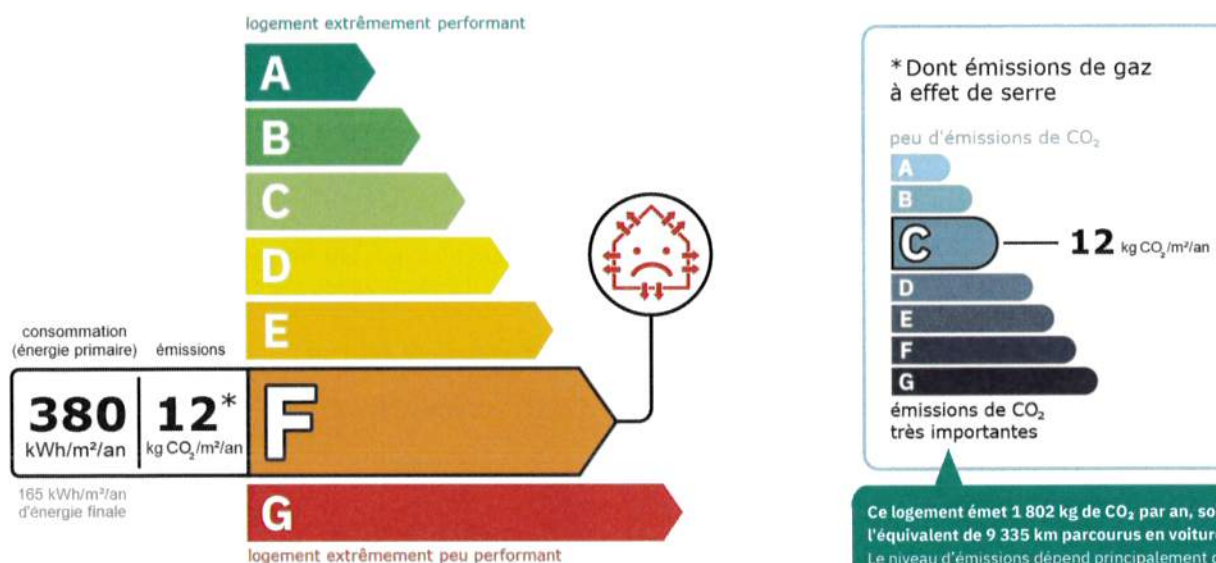 logement extrêmement performant
A
B
C
D
E
consommation
(énergie primaire)
émissions
380
kWh/m²/an
12*
kg CO₂/m²/an
F
165 kWh/m²/an
d'énergie finale
G
logement extrêmement peu performant
*Dont émissions de gaz
à effet de serre
peu d'émissions de CO₂
A
B
C
12 kg CO₂/m²/an
D
E
F
G
émissions de CO₂
très importantes
Ce logement émet 1 802 kg de CO₂ par an, so
l'équivalent de 9 335 km parcourus en voiture
Le niveau d'émissions dépend principalement d